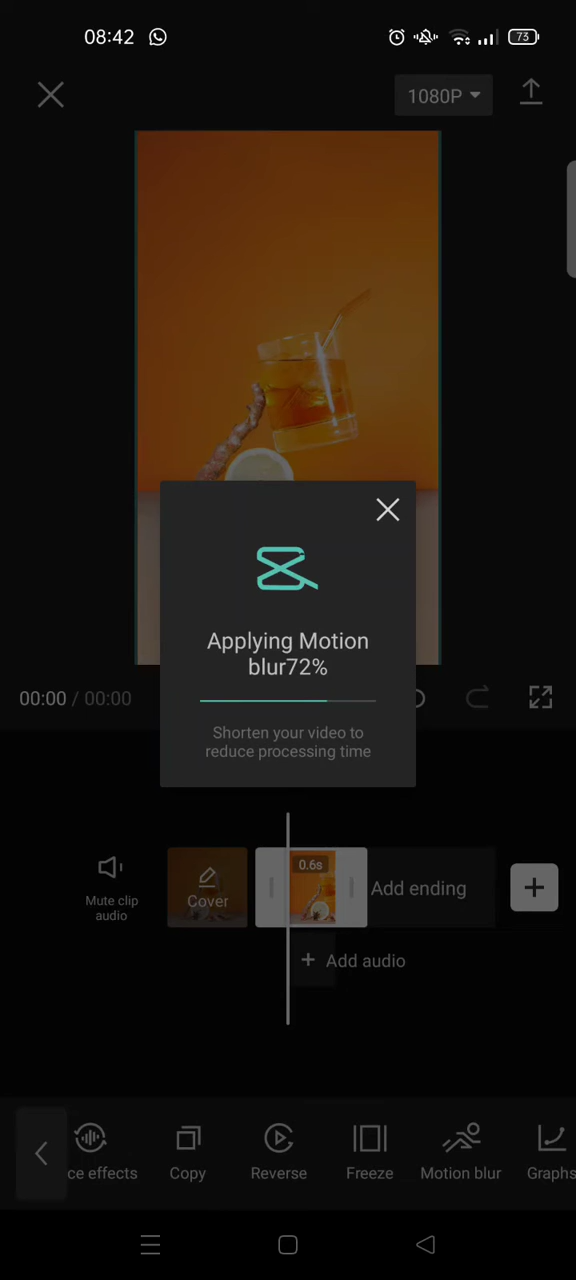 08:42
73
1080P
Applying Motion
blur72%
Shorten your video to
reduce processing time
00:00 / 00:00
Mute clip
audio
Cover
0.6s
Add ending
+ Add audio
ce effects
Copy
Reverse
Freeze
Motion blur
Graphs